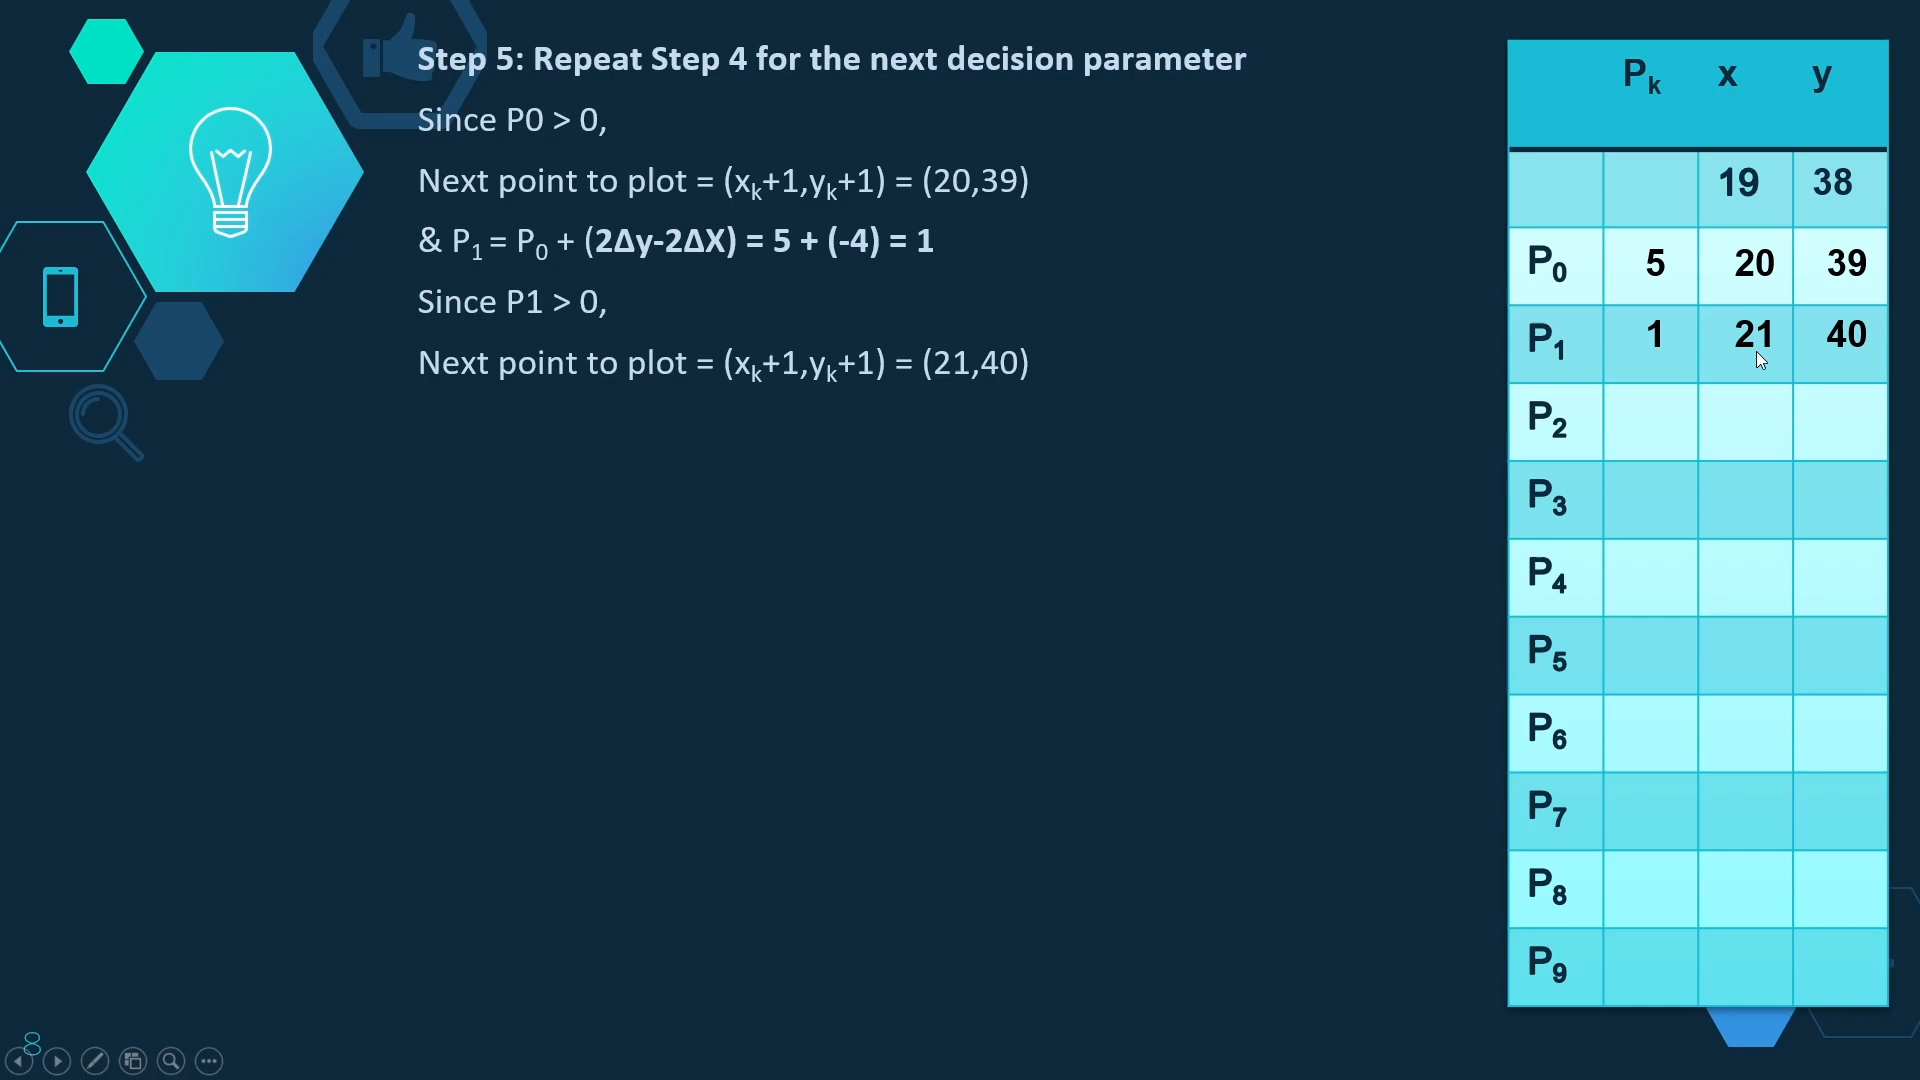 Step 5: Repeat Step 4 for the next decision parameter
Since P0 > 0,
Next point to plot = (xₖ+1,yₖ+1) = (20,39)
& P₁ = P₀ + (2Δy-2ΔX) = 5 + (-4) = 1
Since P1 > 0,
Next point to plot = (xₖ+1,yₖ+1) = (21,40)
Pₖ x y
19 38
P₀ 5 20 39
P₁ 1 21 40
P₂
P₃
P₄
P₅
P₆
P₇
P₈
P₉
8